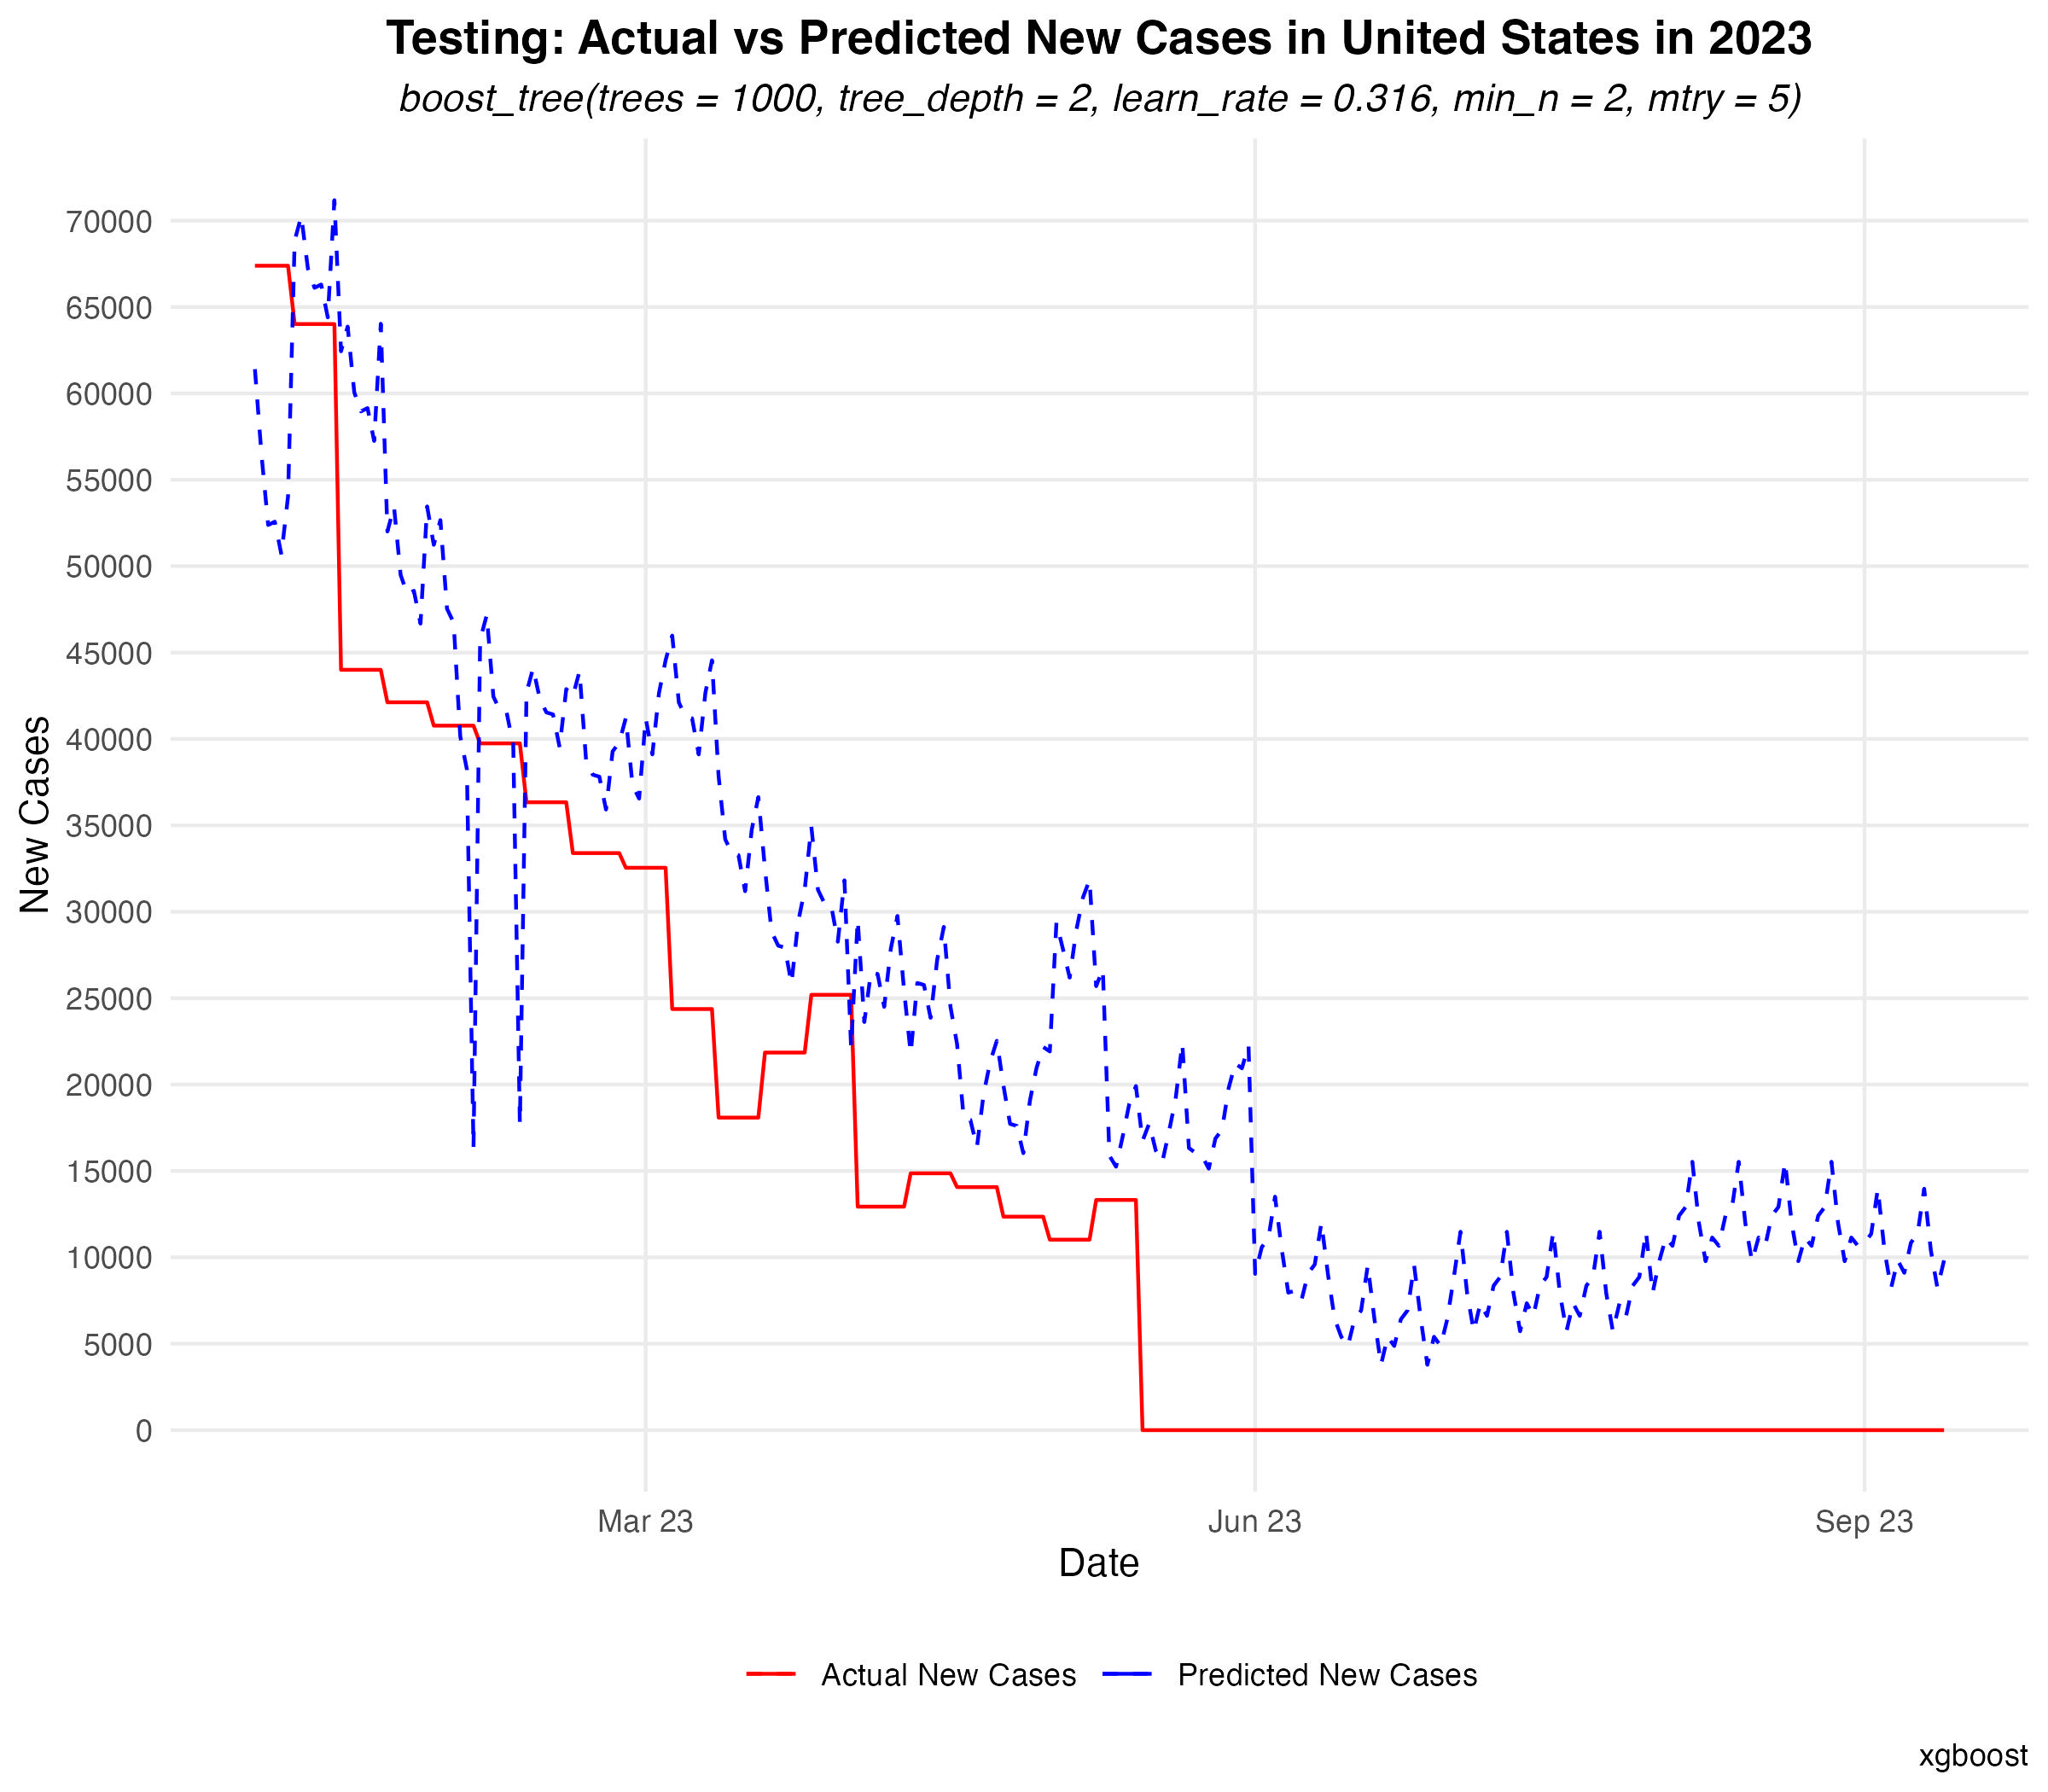 Testing: Actual vs Predicted New Cases in United States in 2023
boost_tree(trees = 1000, tree_depth = 2, learn_rate = 0.316, min_n = 2, mtry = 5)
New Cases
70000
65000
60000
55000
50000
45000
40000
35000
30000
25000
20000
15000
10000
5000
0
Mar 23
Jun 23
Sep 23
Date
Actual New Cases
Predicted New Cases
xgboost